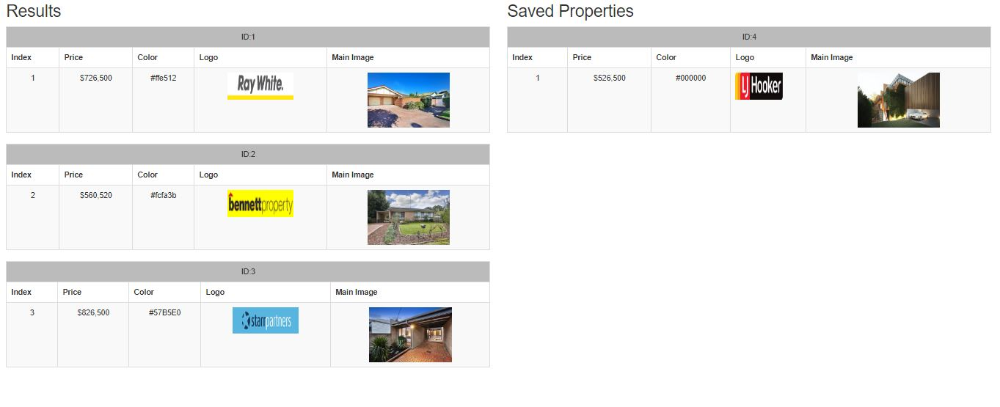 Results
ID:1
Index Price Color Logo Main Image
1 $726,500 #ffe512 Ray White.
ID:2
Index Price Color Logo Main Image
2 $560,520 #fcfa3b bennettproperty
ID:3
Index Price Color Logo Main Image
3 $826,500 #57B5E0 starrpartners
Saved Properties
ID:4
Index Price Color Logo Main Image
1 $526,500 #000000 LJ Hooker